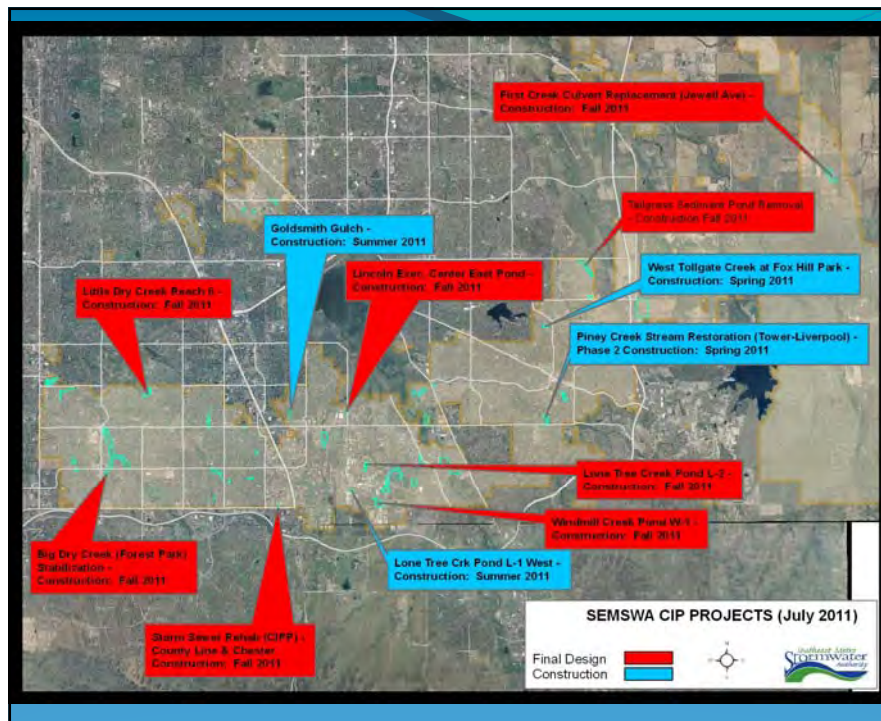 First Creek Culvert Replacement (Jewell Ave) -
Construction: Fall 2011
Tallgrass Sediment Pond Removal
- Construction Fall 2011
Goldsmith Gulch -
Construction: Summer 2011
West Tollgate Creek at Fox Hill Park -
Construction: Spring 2011
Lincoln Exec. Center East Pond -
Construction: Fall 2011
Little Dry Creek Reach 6 -
Construction: Fall 2011
Piney Creek Stream Restoration (Tower-Liverpool) -
Phase 2 Construction: Spring 2011
Lone Tree Creek Pond L-2 -
Construction: Fall 2011
Windmill Creek Pond W-1 -
Construction: Fall 2011
Big Dry Creek (Forest Park)
Stabilization -
Construction: Fall 2011
Lone Tree Crk Pond L-1 West -
Construction: Summer 2011
Storm Sewer Rehab (CIPP) -
County Line & Chester
Construction: Fall 2011
SEMSWA CIP PROJECTS (July 2011)
Final Design
Construction
Southeast Metro
Stormwater
Authority